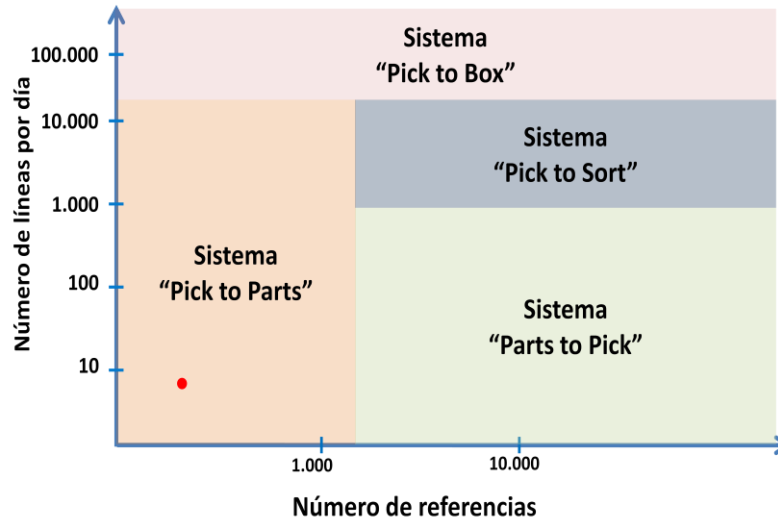 Número de líneas por día
100.000
10.000
1.000
100
10
Sistema
“Pick to Box”
Sistema
“Pick to Sort”
Sistema
“Pick to Parts”
Sistema
“Parts to Pick”
1.000
10.000
Número de referencias